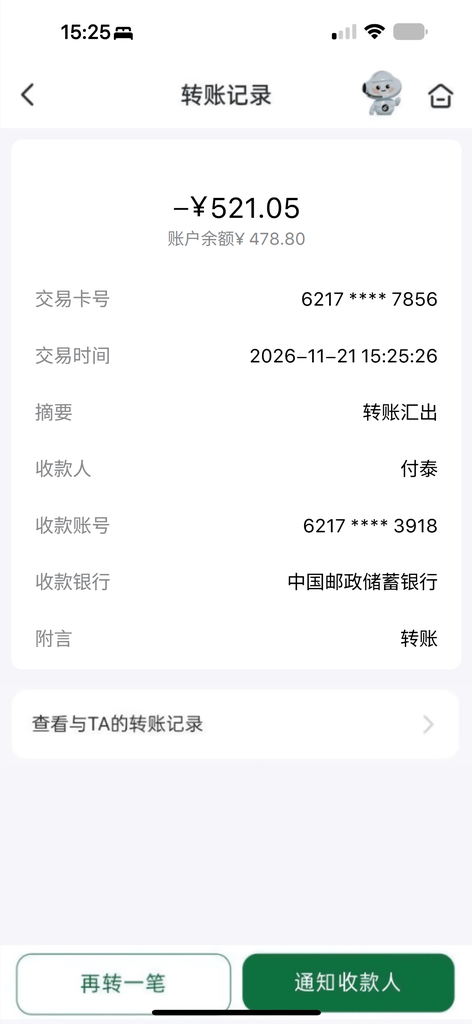 15:25
转账记录
−¥521.05
账户余额¥ 478.80
交易卡号 6217 **** 7856
交易时间 2026−11−21 15:25:26
摘要 转账汇出
收款人 付泰
收款账号 6217 **** 3918
收款银行 中国邮政储蓄银行
附言 转账
查看与TA的转账记录
再转一笔 通知收款人